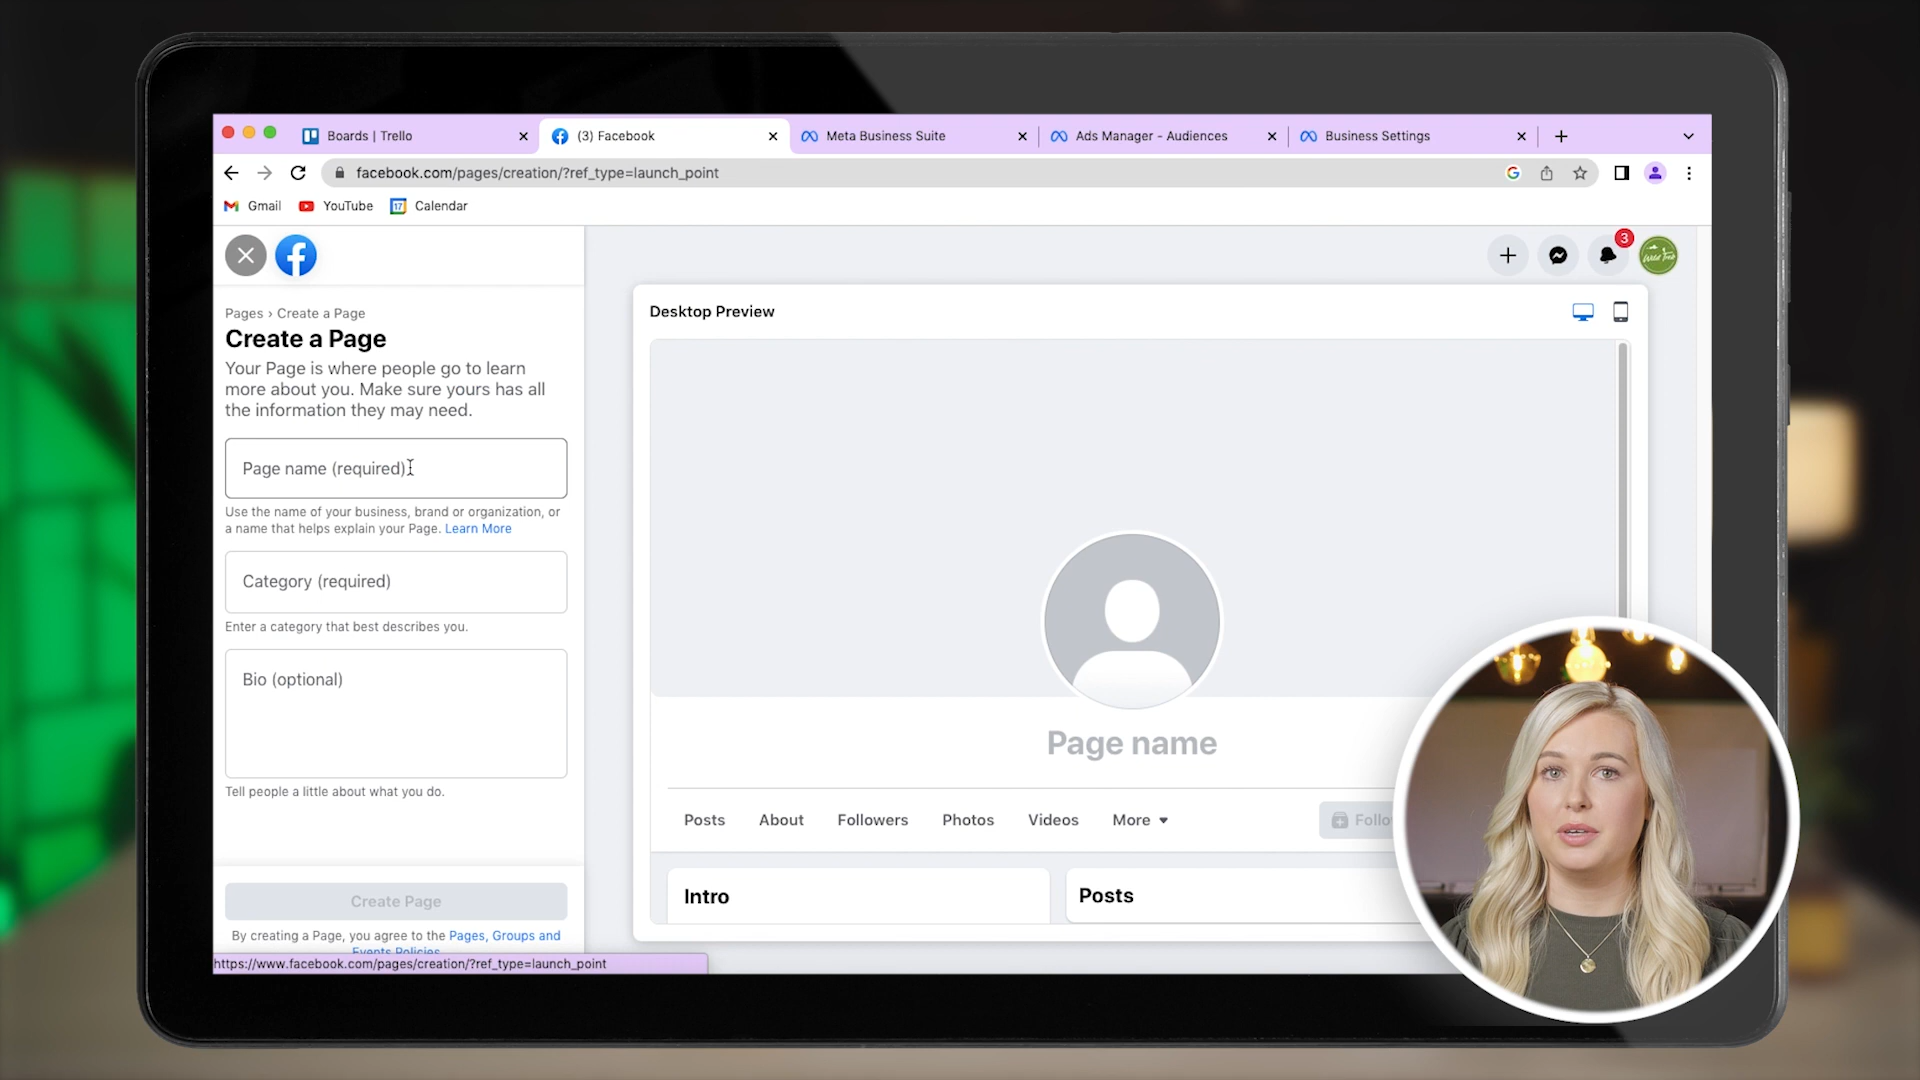 Boards | Trello
(3) Facebook
Meta Business Suite
Ads Manager - Audiences
Business Settings
facebook.com/pages/creation/?ref_type=launch_point
Gmail
YouTube
17
Calendar
3
Wild Trip
Pages › Create a Page
Create a Page
Your Page is where people go to learn
more about you. Make sure yours has all
the information they may need.
Page name (required)
Use the name of your business, brand or organization, or
a name that helps explain your Page. Learn More
Category (required)
Enter a category that best describes you.
Bio (optional)
Tell people a little about what you do.
Create Page
By creating a Page, you agree to the Pages, Groups and
Events Policies
https://www.facebook.com/pages/creation/?ref_type=launch_point
Desktop Preview
Page name
Posts
About
Followers
Photos
Videos
More
Follo
Intro
Posts